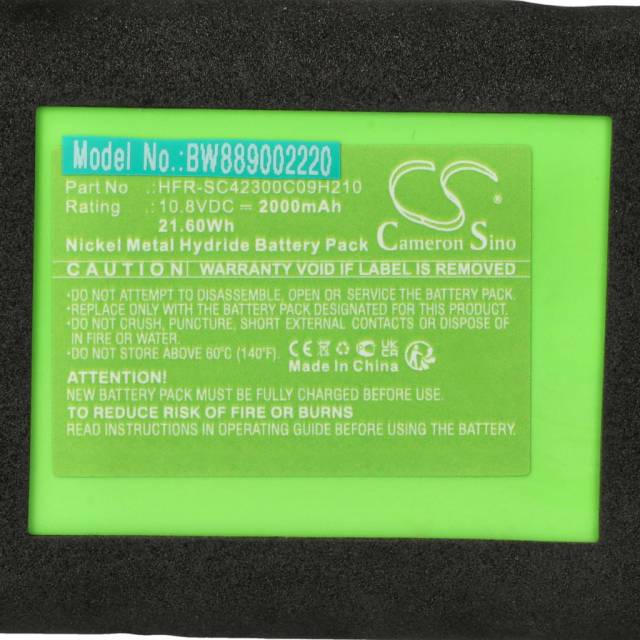 Model No.:BW889002220
Part No .:HFR-SC42300C09H210
Rating .:10.8VDC = 2000mAh
21.60Wh
Nickel Metal Hydride Battery Pack
CS ®
Cameron Sino
CAUTION! WARRANTY VOID IF LABEL IS REMOVED
•DO NOT ATTEMPT TO DISASSEMBLE, OPEN OR SERVICE THE BATTERY PACK.
•REPLACE ONLY WITH THE BATTERY DESIGNATED FOR THIS PRODUCT.
•DO NOT CRUSH, PUNCTURE, SHORT EXTERNAL CONTACTS OR DISPOSE OF
IN FIRE OR WATER.
•DO NOT STORE ABOVE 60°C (140°F).
CE UK CA
Made In China
ATTENTION!
NEW BATTERY PACK MUST BE FULLY CHARGED BEFORE USE.
TO REDUCE RISK OF FIRE OR BURNS
READ INSTRUCTIONS IN OPERATING GUIDE BEFORE USING THE BATTERY.